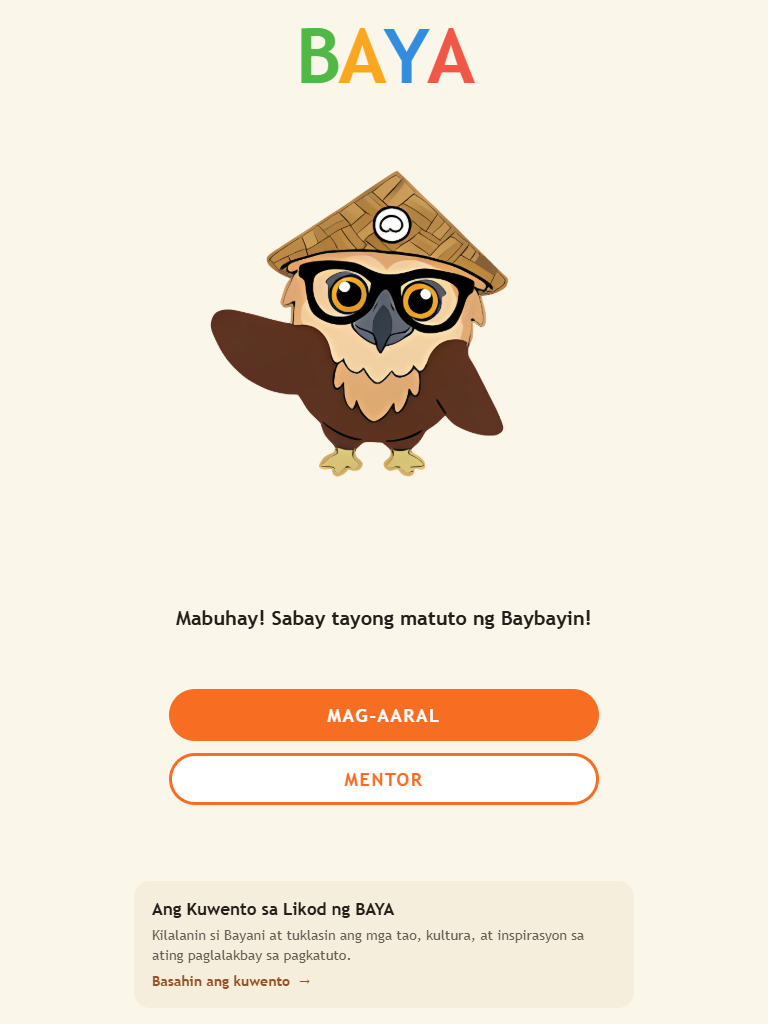 BAYA
Mabuhay! Sabay tayong matuto ng Baybayin!
MAG-AARAL
MENTOR
Ang Kuwento sa Likod ng BAYA
Kilalanin si Bayani at tuklasin ang mga tao, kultura, at inspirasyon sa
ating paglalakbay sa pagkatuto.
Basahin ang kuwento →